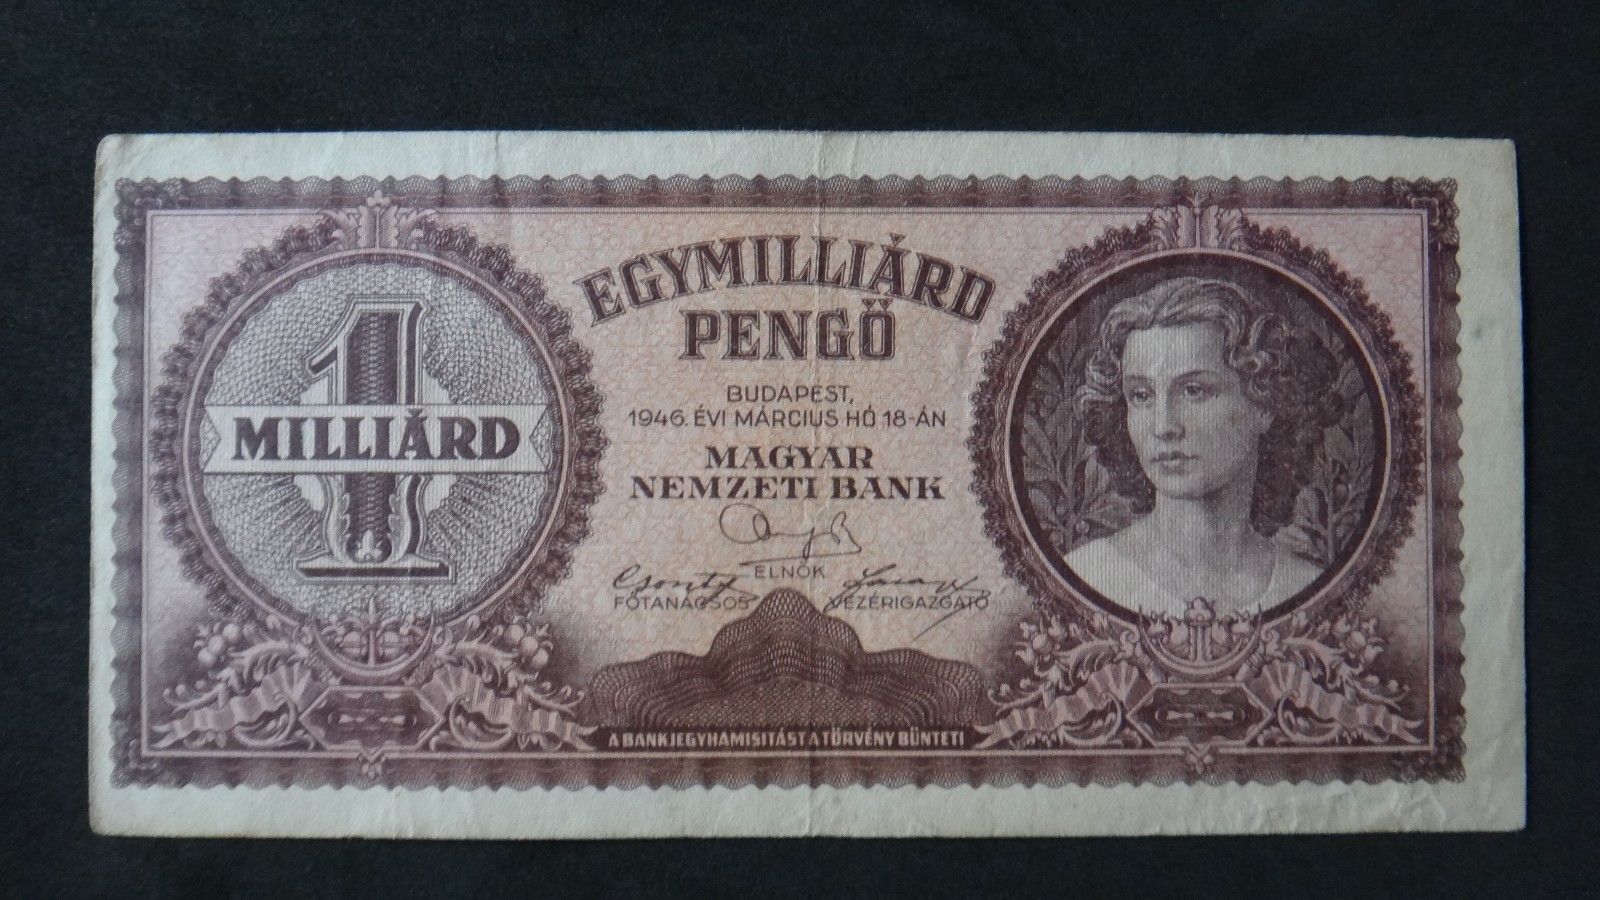 1
MILLIÁRD
EGYMILLIÁRD
PENGŐ
BUDAPEST,
1946. ÉVI MÁRCIUS HÓ 18-ÁN
MAGYAR
NEMZETI BANK
ELNÖK
FŐTANÁCSOS
VEZÉRIGAZGATÓ
A BANKJEGYHAMISITÁST A TÖRVÉNY BÜNTETI